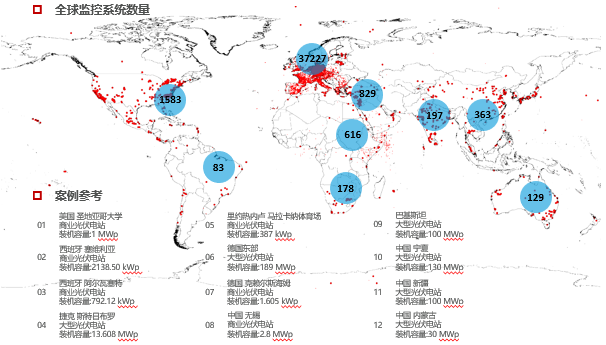 全球监控系统数量
37227
1583
829
197
363
616
83
178
129
案例参考
01
美国 圣地亚哥大学
商业光伏电站
装机容量:1 MWp
02
西班牙 塞维利亚
大型光伏电站
装机容量:2138.50 kWp
03
西班牙 阿尔瓦塞特
商业光伏电站
装机容量:792.12 kWp
04
捷克 斯特日布罗
大型光伏电站
装机容量:13.608 MWp
05
里约热内卢 马拉卡纳体育场
商业光伏电站
装机容量:387 kWp
06
德国东部
大型光伏电站
装机容量:189 MWp
07
德国 克赖尔斯海姆
商业光伏电站
装机容量:1.605 kWp
08
中国 无锡
商业光伏电站
装机容量:2.8 MWp
09
巴基斯坦
大型光伏电站
装机容量:100 MWp
10
中国 宁夏
大型光伏电站
装机容量:130 MWp
11
中国 新疆
大型光伏电站
装机容量:100 MWp
12
中国 内蒙古
大型光伏电站
装机容量:30 MWp